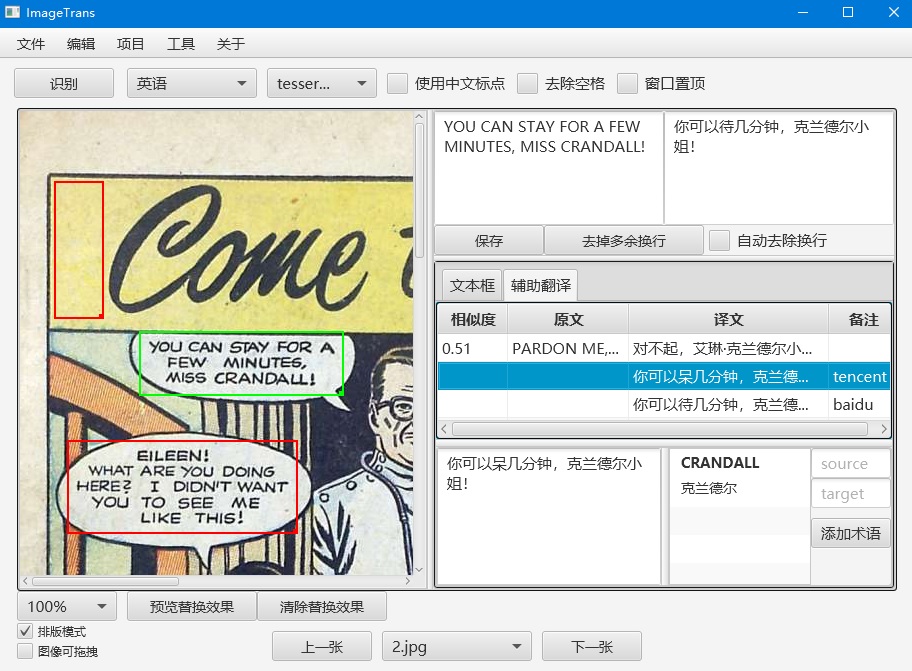 ImageTrans
文件 编辑 项目 工具 关于
识别 英语 tesser... 使用中文标点 去除空格 窗口置顶
Come
YOU CAN STAY FOR A
FEW MINUTES,
MISS CRANDALL!
EILEEN!
WHAT ARE YOU DOING
HERE? I DIDN'T WANT
YOU TO SEE ME
LIKE THIS!
YOU CAN STAY FOR A FEW
MINUTES, MISS CRANDALL!
你可以待几分钟，克兰德尔小
姐！
保存 去掉多余换行 自动去除换行
文本框 辅助翻译
相似度 原文 译文 备注
0.51 PARDON ME,... 对不起，艾琳·克兰德尔小...
你可以呆几分钟，克兰德... tencent
你可以待几分钟，克兰德... baidu
你可以呆几分钟，克兰德尔小
姐！
CRANDALL
克兰德尔
source
target
添加术语
100% 预览替换效果 清除替换效果
排版模式
图像可拖拽
上一张 2.jpg 下一张